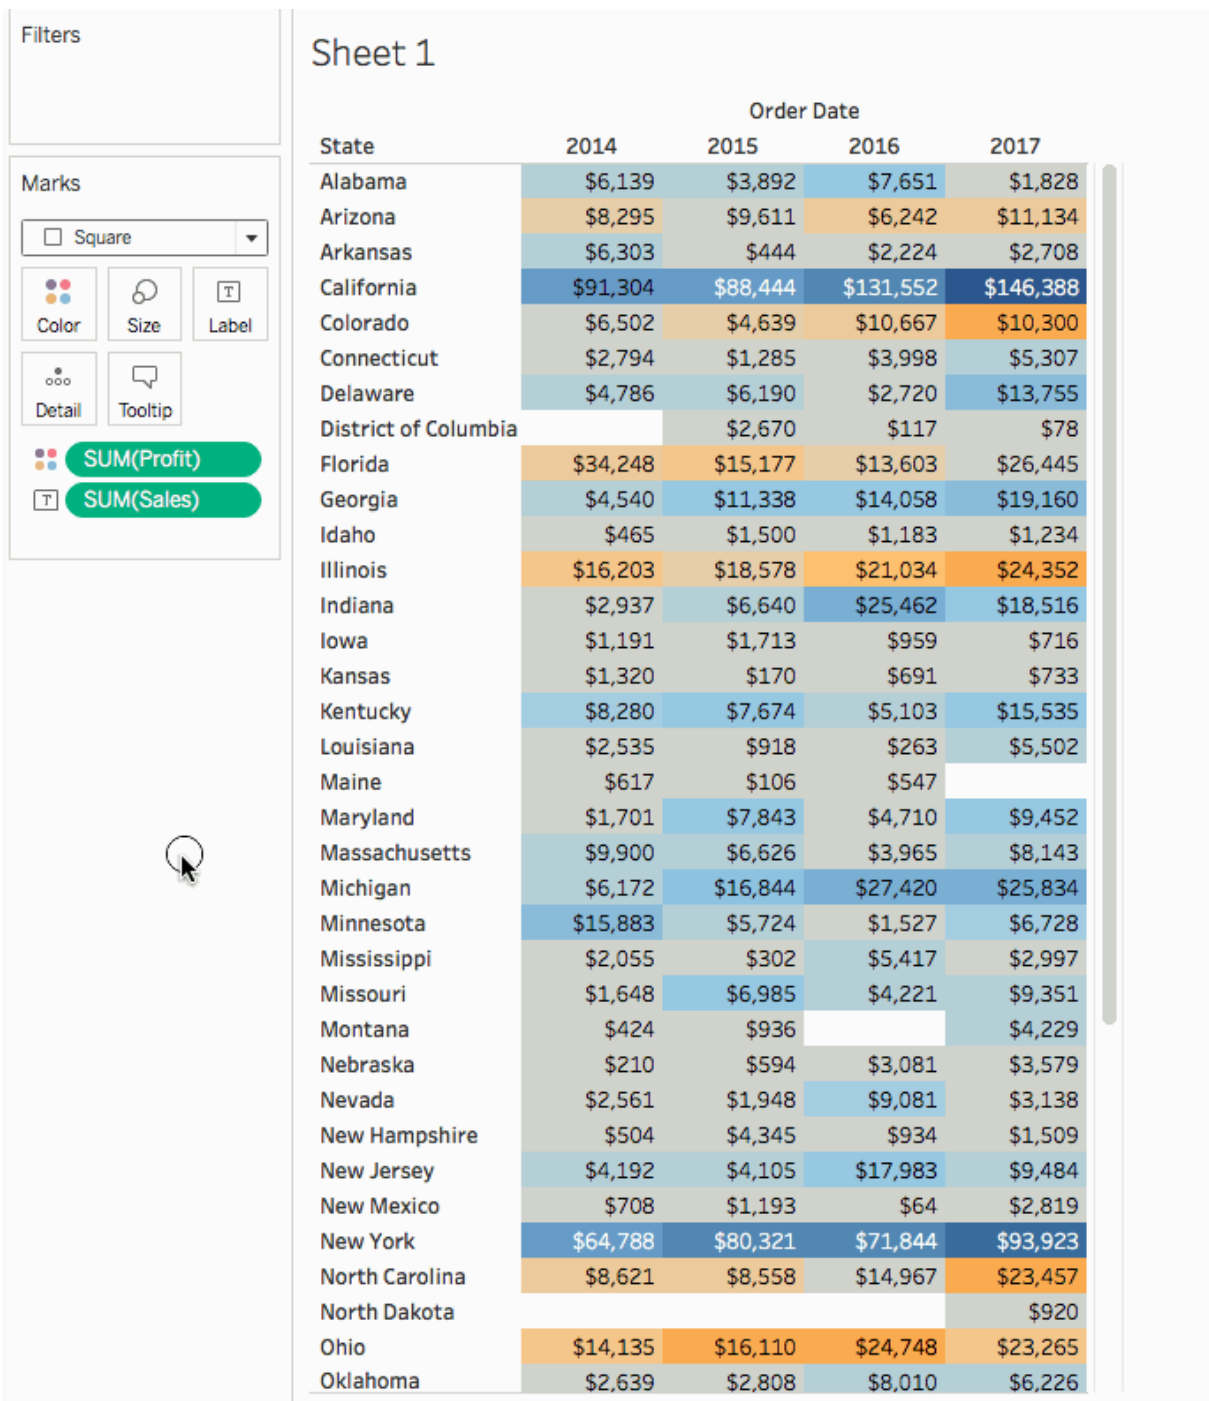 Filters
Marks
Square
Color Size Label
Detail Tooltip
SUM(Profit)
T SUM(Sales)
Sheet 1
Order Date
State 2014 2015 2016 2017
Alabama $6,139 $3,892 $7,651 $1,828
Arizona $8,295 $9,611 $6,242 $11,134
Arkansas $6,303 $444 $2,224 $2,708
California $91,304 $88,444 $131,552 $146,388
Colorado $6,502 $4,639 $10,667 $10,300
Connecticut $2,794 $1,285 $3,998 $5,307
Delaware $4,786 $6,190 $2,720 $13,755
District of Columbia $2,670 $117 $78
Florida $34,248 $15,177 $13,603 $26,445
Georgia $4,540 $11,338 $14,058 $19,160
Idaho $465 $1,500 $1,183 $1,234
Illinois $16,203 $18,578 $21,034 $24,352
Indiana $2,937 $6,640 $25,462 $18,516
Iowa $1,191 $1,713 $959 $716
Kansas $1,320 $170 $691 $733
Kentucky $8,280 $7,674 $5,103 $15,535
Louisiana $2,535 $918 $263 $5,502
Maine $617 $106 $547
Maryland $1,701 $7,843 $4,710 $9,452
Massachusetts $9,900 $6,626 $3,965 $8,143
Michigan $6,172 $16,844 $27,420 $25,834
Minnesota $15,883 $5,724 $1,527 $6,728
Mississippi $2,055 $302 $5,417 $2,997
Missouri $1,648 $6,985 $4,221 $9,351
Montana $424 $936 $4,229
Nebraska $210 $594 $3,081 $3,579
Nevada $2,561 $1,948 $9,081 $3,138
New Hampshire $504 $4,345 $934 $1,509
New Jersey $4,192 $4,105 $17,983 $9,484
New Mexico $708 $1,193 $64 $2,819
New York $64,788 $80,321 $71,844 $93,923
North Carolina $8,621 $8,558 $14,967 $23,457
North Dakota $920
Ohio $14,135 $16,110 $24,748 $23,265
Oklahoma $2,639 $2,808 $8,010 $6,226